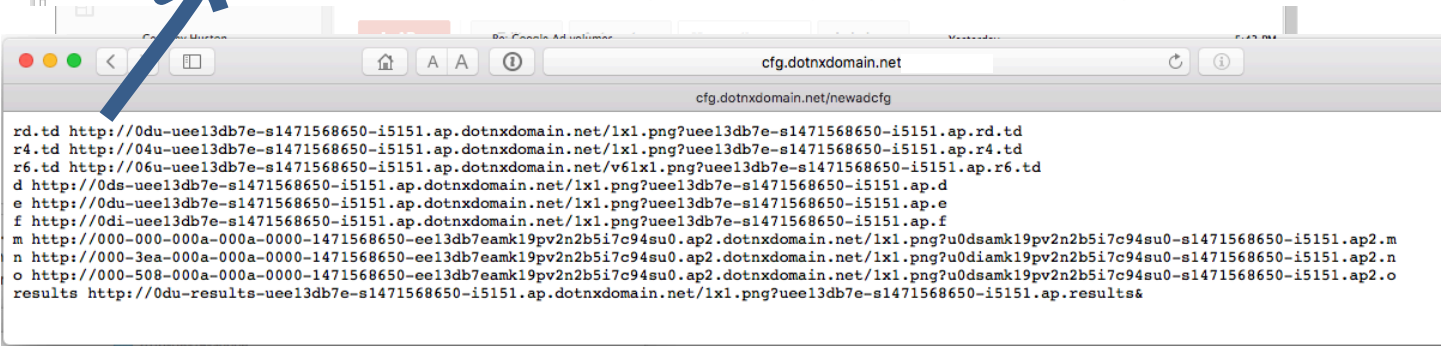 Re: Google Ad volumes
Yesterday
5:43 PM
A A
cfg.dotnxdomain.net
cfg.dotnxdomain.net/newadcfg
rd.td http://0du-uee13db7e-s1471568650-i5151.ap.dotnxdomain.net/1x1.png?uee13db7e-s1471568650-i5151.ap.rd.td
r4.td http://04u-uee13db7e-s1471568650-i5151.ap.dotnxdomain.net/1x1.png?uee13db7e-s1471568650-i5151.ap.r4.td
r6.td http://06u-uee13db7e-s1471568650-i5151.ap.dotnxdomain.net/v61x1.png?uee13db7e-s1471568650-i5151.ap.r6.td
d http://0ds-uee13db7e-s1471568650-i5151.ap.dotnxdomain.net/1x1.png?uee13db7e-s1471568650-i5151.ap.d
e http://0du-uee13db7e-s1471568650-i5151.ap.dotnxdomain.net/1x1.png?uee13db7e-s1471568650-i5151.ap.e
f http://0di-uee13db7e-s1471568650-i5151.ap.dotnxdomain.net/1x1.png?uee13db7e-s1471568650-i5151.ap.f
m http://000-000-000a-000a-0000-1471568650-ee13db7eamk19pv2n2b5i7c94su0.ap2.dotnxdomain.net/1x1.png?u0dsamk19pv2n2b5i7c94su0-s1471568650-i5151.ap2.m
n http://000-3ea-000a-000a-0000-1471568650-ee13db7eamk19pv2n2b5i7c94su0.ap2.dotnxdomain.net/1x1.png?u0diamk19pv2n2b5i7c94su0-s1471568650-i5151.ap2.n
o http://000-508-000a-000a-0000-1471568650-ee13db7eamk19pv2n2b5i7c94su0.ap2.dotnxdomain.net/1x1.png?u0dsamk19pv2n2b5i7c94su0-s1471568650-i5151.ap2.o
results http://0du-results-uee13db7e-s1471568650-i5151.ap.dotnxdomain.net/1x1.png?uee13db7e-s1471568650-i5151.ap.results&